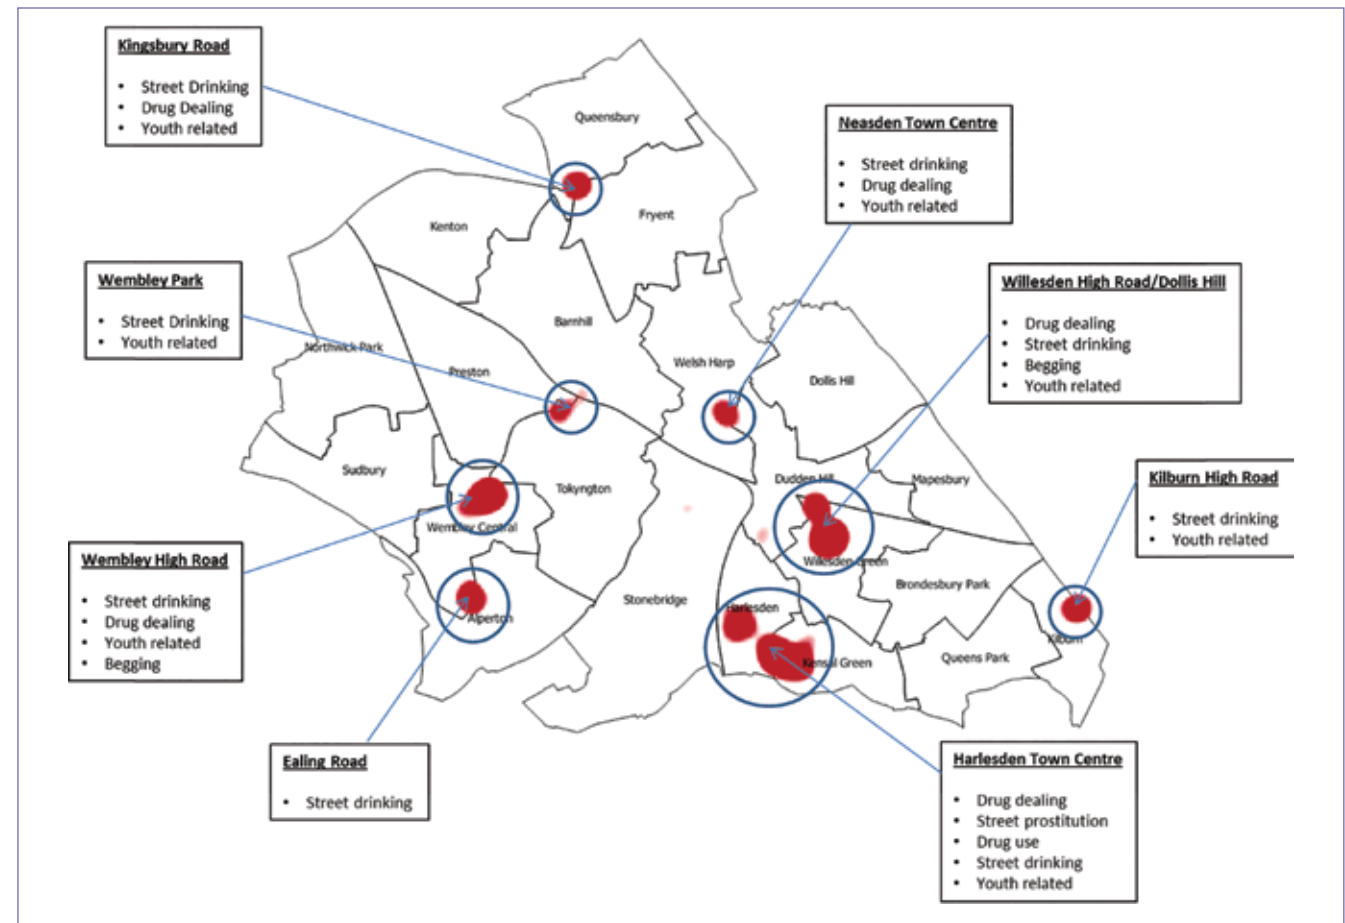 Kingsbury Road
• Street Drinking
• Drug Dealing
• Youth related
Queensbury
Neasden Town Centre
• Street drinking
• Drug dealing
• Youth related
Kenton
Fryent
Wembley Park
• Street Drinking
• Youth related
Willesden High Road/Dollis Hill
• Drug dealing
• Street drinking
• Begging
• Youth related
Barnhill
Northwick Park
Preston
Welsh Harp
Dollis Hill
Sudbury
Tokyngton
Dudden Hill
Mapesbury
Kilburn High Road
• Street drinking
• Youth related
Wembley Central
Wembley High Road
• Street drinking
• Drug dealing
• Youth related
• Begging
Willesden Green
Brondesbury Park
Stonebridge
Harlesden
Alperton
Kilburn
Kensal Green
Queens Park
Ealing Road
• Street drinking
Harlesden Town Centre
• Drug dealing
• Street prostitution
• Drug use
• Street drinking
• Youth related